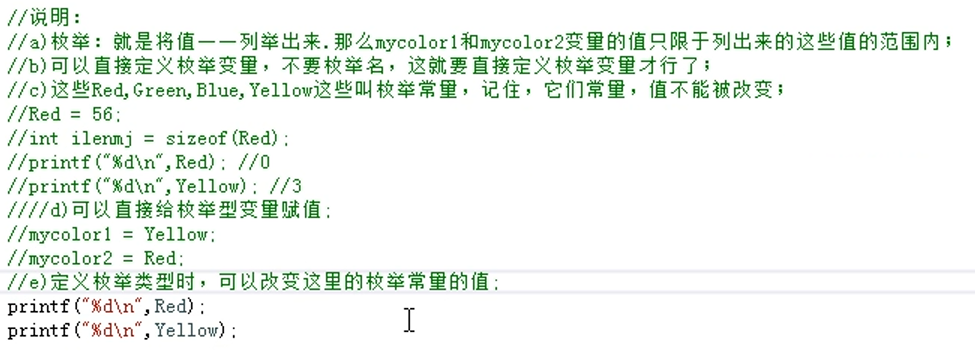 //说明:
//a)枚举: 就是将值一一列举出来.那么mycolor1和mycolor2变量的值只限于列出来的这些值的范围内;
//b)可以直接定义枚举变量，不要枚举名，这就要直接定义枚举变量才行了;
//c)这些Red,Green,Blue,Yellow这些叫枚举常量，记住，它们常量，值不能被改变;
//Red = 56;
//int ilenmj = sizeof(Red);
//printf("%d\n",Red); //0
//printf("%d\n",Yellow); //3
////d)可以直接给枚举型变量赋值;
//mycolor1 = Yellow;
//mycolor2 = Red;
//e)定义枚举类型时，可以改变这里的枚举常量的值;
printf("%d\n",Red);
printf("%d\n",Yellow);